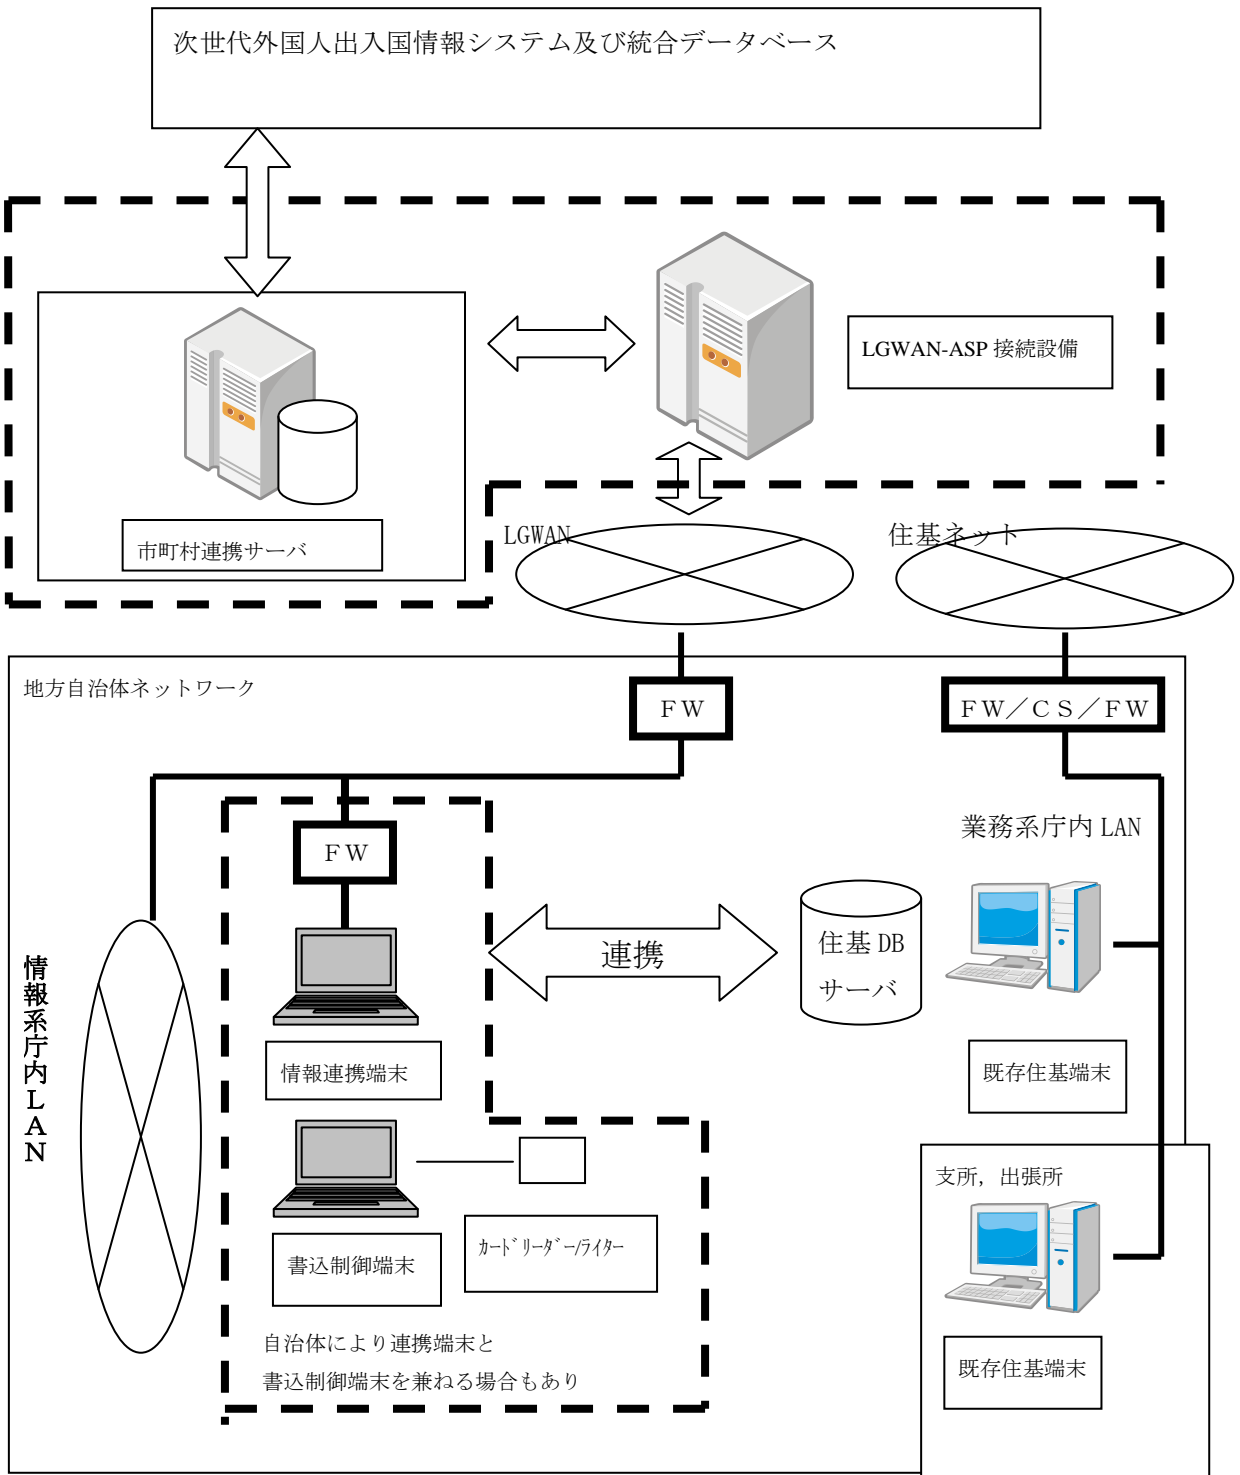 次世代外国人出入国情報システム及び統合データベース
LGWAN-ASP 接続設備
市町村連携サーバ
LGWAN
住基ネット
地方自治体ネットワーク
ＦＷ
ＦＷ／ＣＳ／ＦＷ
ＦＷ
業務系庁内 LAN
連携
住基 DB
サーバ
情報系庁内ＬＡＮ
情報連携端末
既存住基端末
支所，出張所
書込制御端末
ｶｰﾄﾞﾘｰﾀﾞｰ/ﾗｲﾀｰ
自治体により連携端末と
書込制御端末を兼ねる場合もあり
既存住基端末